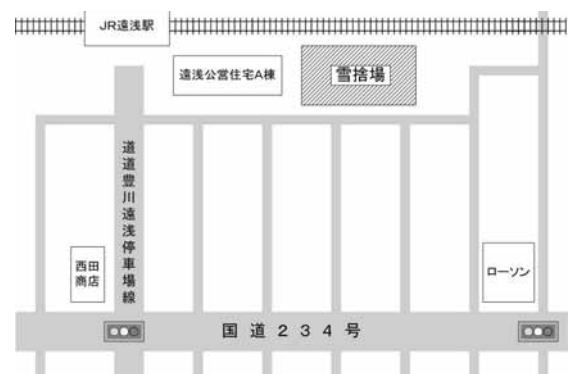 JR遠浅駅
遠浅公営住宅A棟
雪捨場
道道豊川遠浅停車場線
西田
商店
ローソン
国道234号